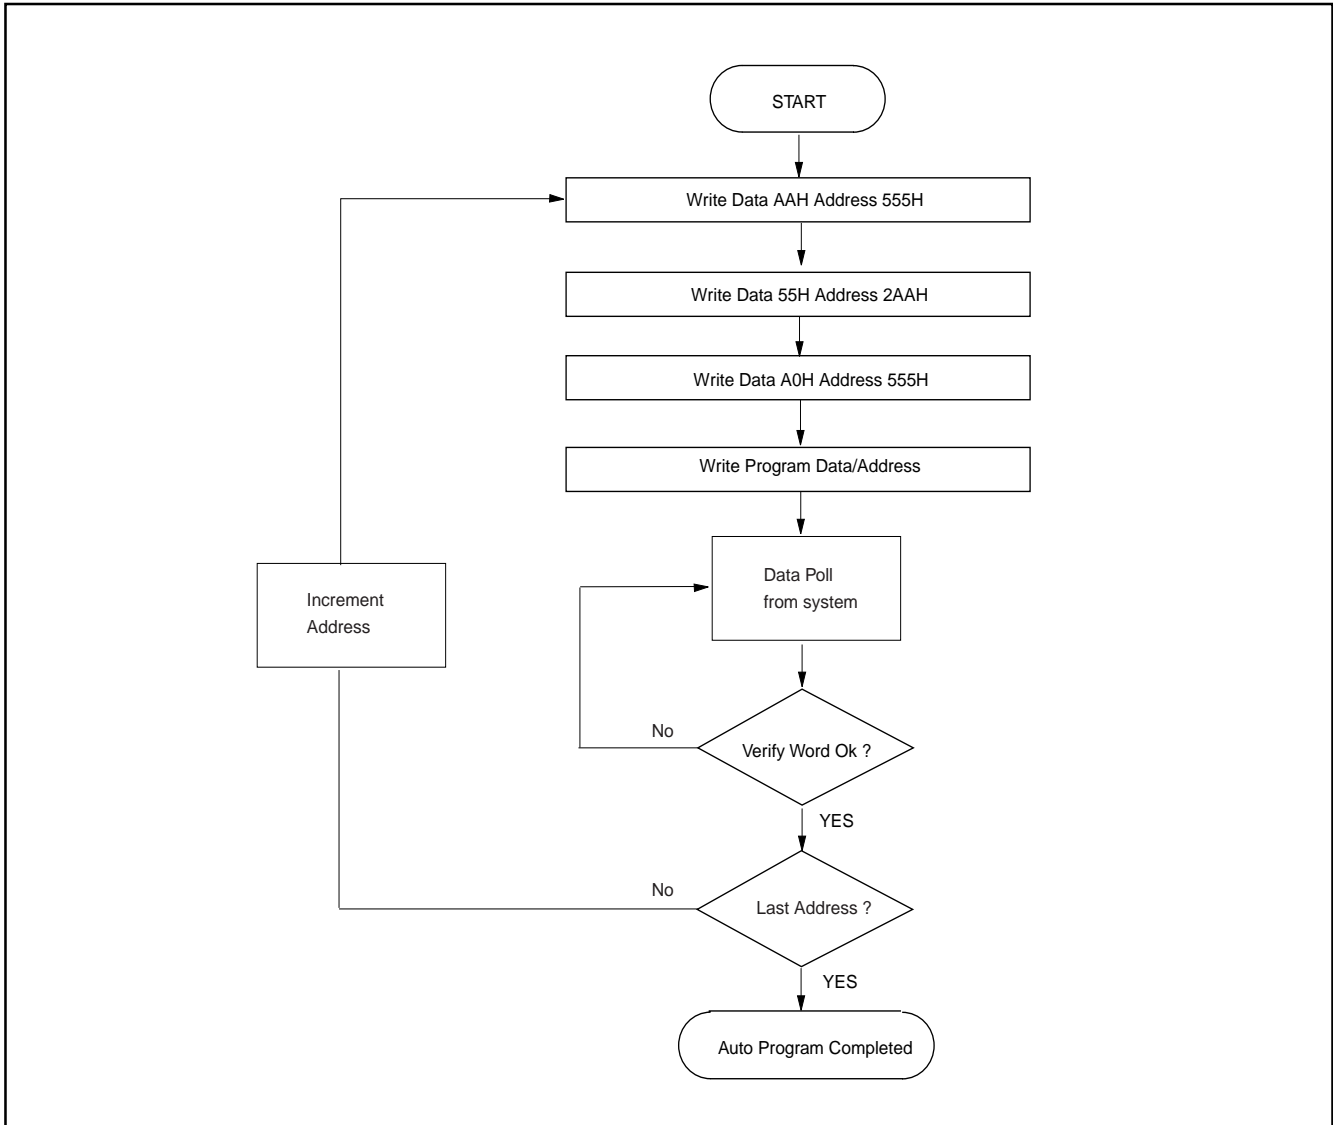 START
Write Data AAH Address 555H
Write Data 55H Address 2AAH
Write Data A0H Address 555H
Write Program Data/Address
Data Poll
from system
Increment
Address
No
Verify Word Ok ?
YES
No
Last Address ?
YES
Auto Program Completed